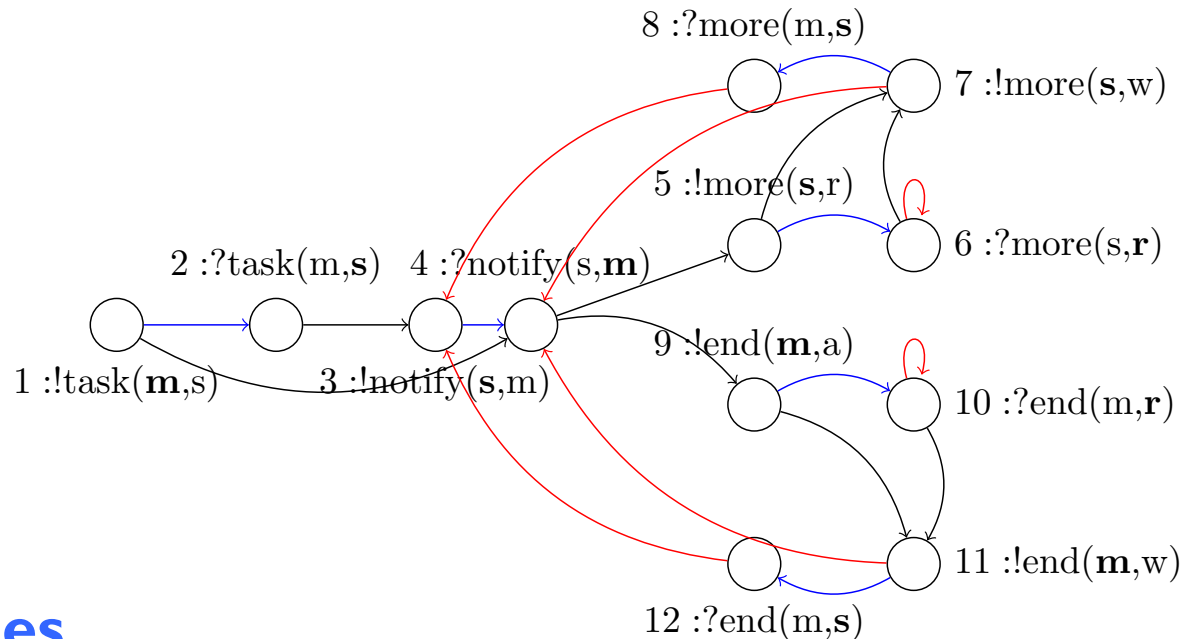 8 :?more(m,s)
7 :!more(s,w)
5 :!more(s,r)
6 :?more(s,r)
2 :?task(m,s)
4 :?notify(s,m)
1 :!task(m,s)
3 :!notify(s,m)
9 :!end(m,a)
10 :?end(m,r)
11 :!end(m,w)
12 :?end(m,s)
es